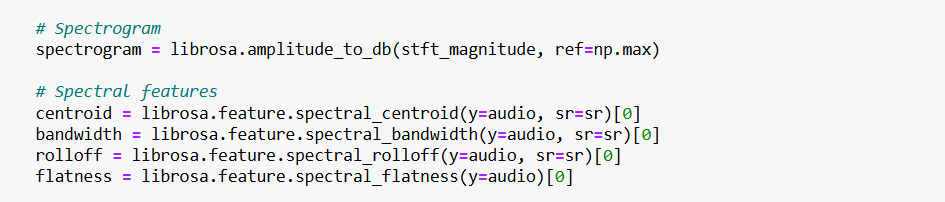 # Spectrogram
spectrogram = librosa.amplitude_to_db(stft_magnitude, ref=np.max)
# Spectral features
centroid = librosa.feature.spectral_centroid(y=audio, sr=sr)[0]
bandwidth = librosa.feature.spectral_bandwidth(y=audio, sr=sr)[0]
rolloff = librosa.feature.spectral_rolloff(y=audio, sr=sr)[0]
flatness = librosa.feature.spectral_flatness(y=audio)[0]